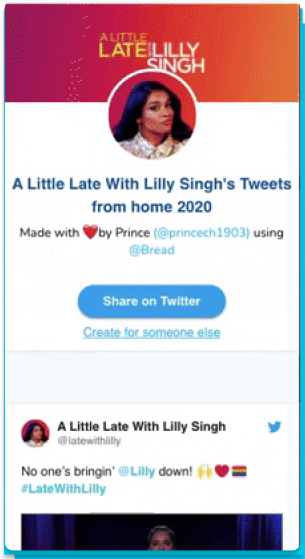 A LITTLE
LATE WITH LILLY
SINGH
A Little Late With Lilly Singh's Tweets
from home 2020
Made with ❤️by Prince (@princech1903) using
@Bread
Share on Twitter
Create for someone else
A Little Late With Lilly Singh
@latewithlilly
No one's bringin' @Lilly down! 🙌❤️🏳️‍🌈
#LateWithLilly